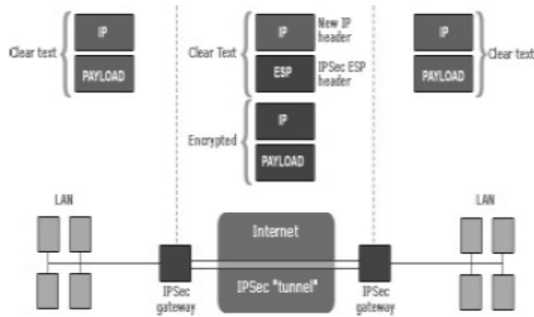 IP
Clear text
PAYLOAD
IP
New IP
header
Clear Text
ESP
IPSec ESP
header
IP
Encrypted
PAYLOAD
IP
Clear text
PAYLOAD
LAN
Internet
IPSec "tunnel"
IPSec
gateway
IPSec
gateway
LAN